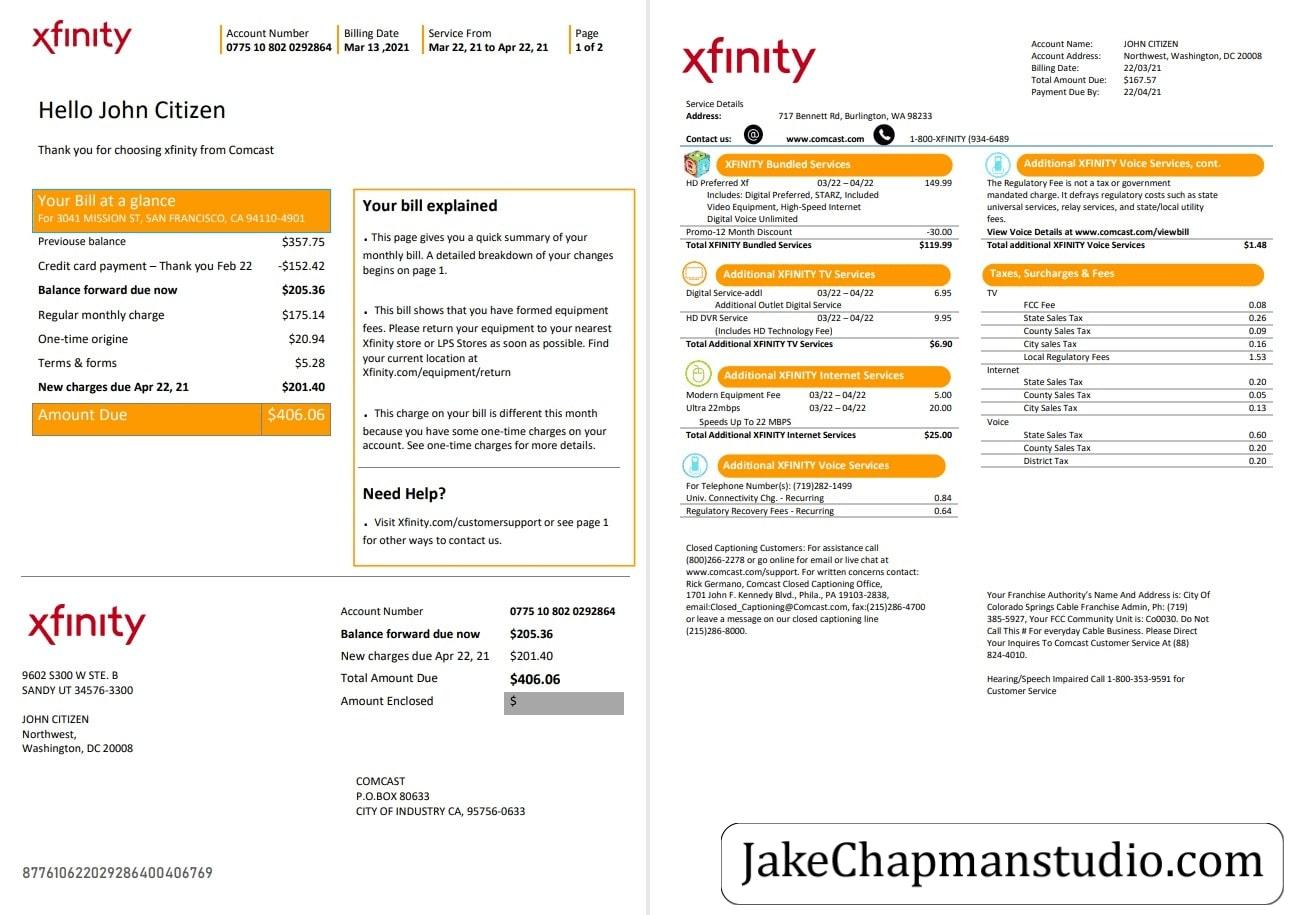 xfinity
Account Number
0775 10 802 0292864
Billing Date
Mar 13 ,2021
Service From
Mar 22, 21 to Apr 22, 21
Page
1 of 2
Hello John Citizen
Thank you for choosing xfinity from Comcast
Your Bill at a glance
For 3041 MISSION ST, SAN FRANCISCO, CA 94110-4901
Previouse balance $357.75
Credit card payment – Thank you Feb 22 -$152.42
Balance forward due now $205.36
Regular monthly charge $175.14
One-time origine $20.94
Terms & forms $5.28
New charges due Apr 22, 21 $201.40
Amount Due $406.06
Your bill explained
. This page gives you a quick summary of your
monthly bill. A detailed breakdown of your changes
begins on page 1.
. This bill shows that you have formed equipment
fees. Please return your equipment to your nearest
Xfinity store or LPS Stores as soon as possible. Find
your current location at
Xfinity.com/equipment/return
. This charge on your bill is different this month
because you have some one-time charges on your
account. See one-time charges for more details.
Need Help?
. Visit Xfinity.com/customersupport or see page 1
for other ways to contact us.
xfinity
9602 S300 W STE. B
SANDY UT 34576-3300
JOHN CITIZEN
Northwest,
Washington, DC 20008
Account Number 0775 10 802 0292864
Balance forward due now $205.36
New charges due Apr 22, 21 $201.40
Total Amount Due $406.06
Amount Enclosed $
COMCAST
P.O.BOX 80633
CITY OF INDUSTRY CA, 95756-0633
877610622029286400406769
xfinity
Account Name: JOHN CITIZEN
Account Address: Northwest, Washington, DC 20008
Billing Date: 22/03/21
Total Amount Due: $167.57
Payment Due By: 22/04/21
Service Details
Address: 717 Bennett Rd, Burlington, WA 98233
Contact us: @ www.comcast.com 1-800-XFINITY (934-6489
XFINITY Bundled Services
HD Preferred Xf 03/22 – 04/22 149.99
Includes: Digital Preferred, STARZ, Included
Video Equipment, High-Speed Internet
Digital Voice Unlimited
Promo-12 Month Discount -30.00
Total XFINITY Bundled Services $119.99
Additional XFINITY TV Services
Digital Service-addl 03/22 – 04/22 6.95
Additional Outlet Digital Service
HD DVR Service 03/22 – 04/22 9.95
(Includes HD Technology Fee)
Total Additional XFINITY TV Services $6.90
Additional XFINITY Internet Services
Modern Equipment Fee 03/22 – 04/22 5.00
Ultra 22mbps 03/22 – 04/22 20.00
Speeds Up To 22 MBPS
Total Additional XFINITY Internet Services $25.00
Additional XFINITY Voice Services
For Telephone Number(s): (719)282-1499
Univ. Connectivity Chg. - Recurring 0.84
Regulatory Recovery Fees - Recurring 0.64
Closed Captioning Customers: For assistance call
(800)266-2278 or go online for email or live chat at
www.comcast.com/support. For written concerns contact:
Rick Germano, Comcast Closed Captioning Office,
1701 John F. Kennedy Blvd., Phila., PA 19103-2838,
email:Closed_Captioning@Comcast.com, fax:(215)286-4700
or leave a message on our closed captioning line
(215)286-8000.
Additional XFINITY Voice Services, cont.
The Regulatory Fee is not a tax or government
mandated charge. It defrays regulatory costs such as state
universal services, relay services, and state/local utility
fees.
View Voice Details at www.comcast.com/viewbill
Total additional XFINITY Voice Services $1.48
Taxes, Surcharges & Fees
TV
FCC Fee 0.08
State Sales Tax 0.26
County Sales Tax 0.09
City sales Tax 0.16
Local Regulatory Fees 1.53
Internet
State Sales Tax 0.20
County Sales Tax 0.05
City Sales Tax 0.13
Voice
State Sales Tax 0.60
County Sales Tax 0.20
District Tax 0.20
Your Franchise Authority's Name And Address is: City Of
Colorado Springs Cable Franchise Admin, Ph: (719)
385-5927, Your FCC Community Unit is: Co0030. Do Not
Call This # For everyday Cable Business. Please Direct
Your Inquires To Comcast Customer Service At (88)
824-4010.
Hearing/Speech Impaired Call 1-800-353-9591 for
Customer Service
JakeChapmanstudio.com